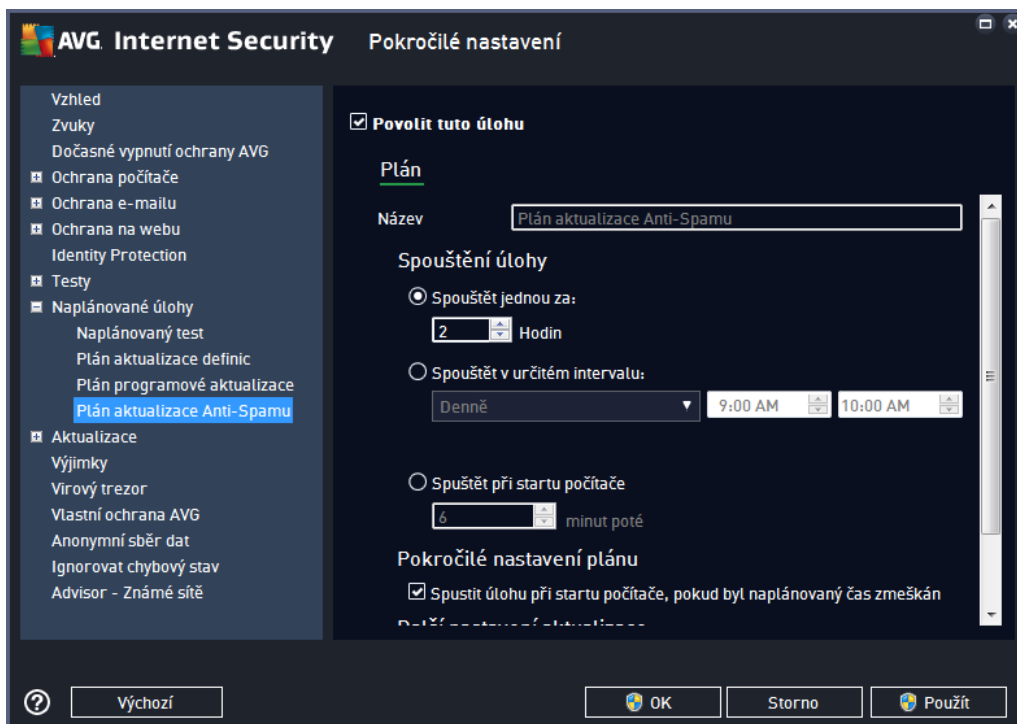 AVG. Internet Security Pokročilé nastavení
Vzhled
Zvuky
Dočasné vypnutí ochrany AVG
Ochrana počítače
Ochrana e-mailu
Ochrana na webu
Identity Protection
Testy
Naplánované úlohy
Naplánovaný test
Plán aktualizace definic
Plán programové aktualizace
Plán aktualizace Anti-Spamu
Aktualizace
Výjimky
Virový trezor
Vlastní ochrana AVG
Anonymní sběr dat
Ignorovat chybový stav
Advisor - Známé sítě
Povolit tuto úlohu
Plán
Název Plán aktualizace Anti-Spamu
Spouštění úlohy
Spouštět jednou za:
2 Hodin
Spouštět v určitém intervalu:
Denně 9:00 AM 10:00 AM
Spuštět při startu počítače
6 minut poté
Pokročilé nastavení plánu
Spustit úlohu při startu počítače, pokud byl naplánovaný čas zmeškán
Další nastavení aktualizace
? Výchozí OK Storno Použít